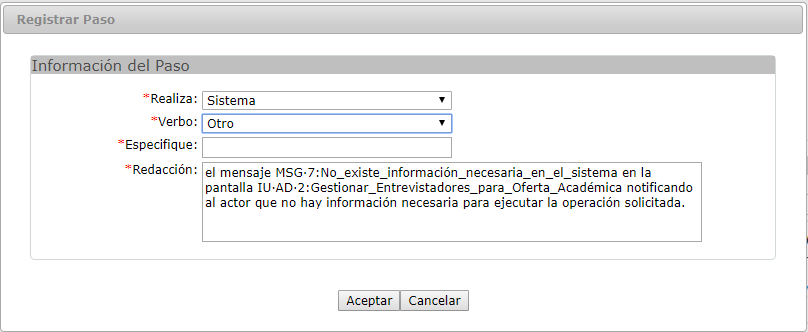 Registrar Paso
Información del Paso
*Realiza: Sistema
*Verbo: Otro
*Especifique:
*Redacción: el mensaje MSG·7:No_existe_información_necesaria_en_el_sistema en la
pantalla IU·AD·2:Gestionar_Entrevistadores_para_Oferta_Académica notificando
al actor que no hay información necesaria para ejecutar la operación solicitada.
Aceptar Cancelar